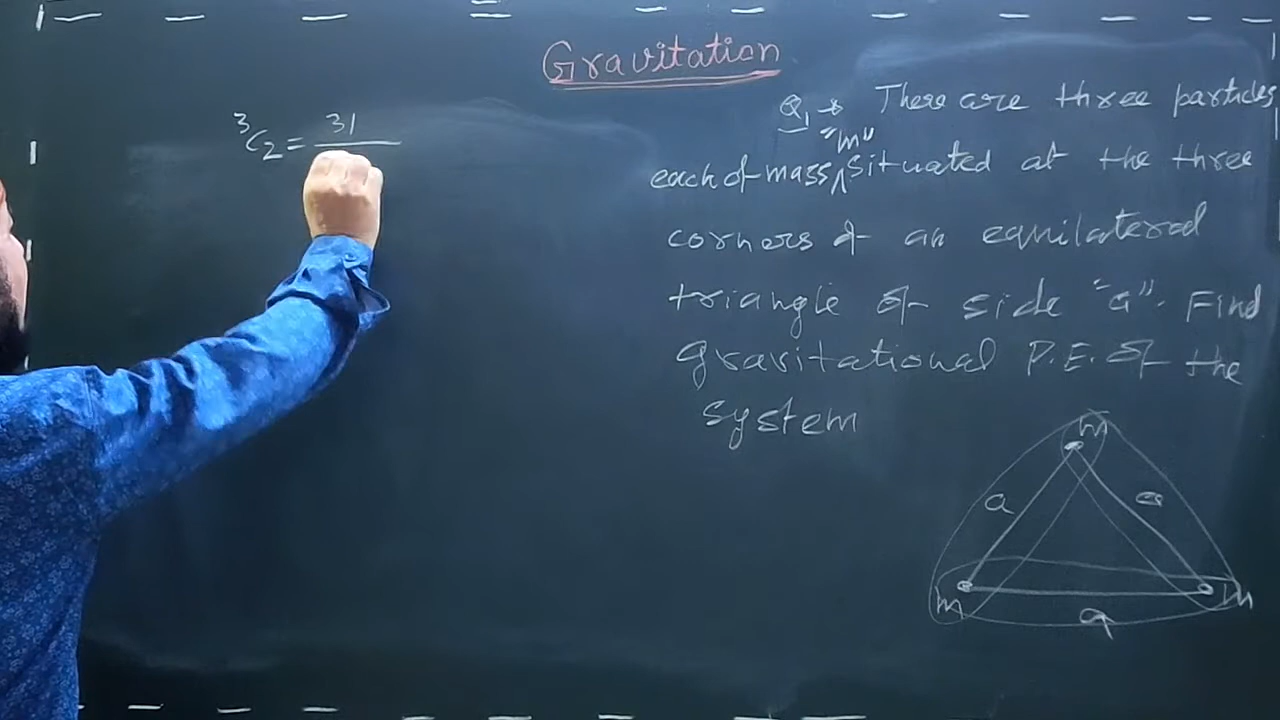 Gravitation
³C₂ = 3!
Q₁ → There are three particles
each of mass "m" situated at the three
corners of an equilateral
triangle of side "a". Find
gravitational P.E. of the
system
m
a a
m m
a